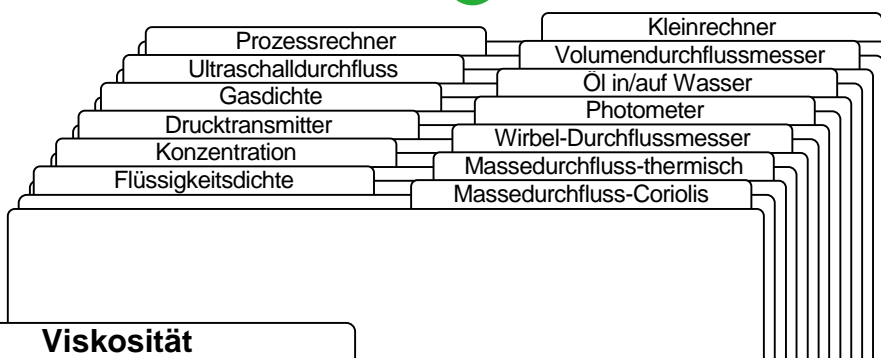 Kleinrechner
Prozessrechner
Volumendurchflussmesser
Ultraschalldurchfluss
Öl in/auf Wasser
Gasdichte
Photometer
Drucktransmitter
Wirbel-Durchflussmesser
Konzentration
Massedurchfluss-thermisch
Flüssigkeitsdichte
Massedurchfluss-Coriolis
Viskosität